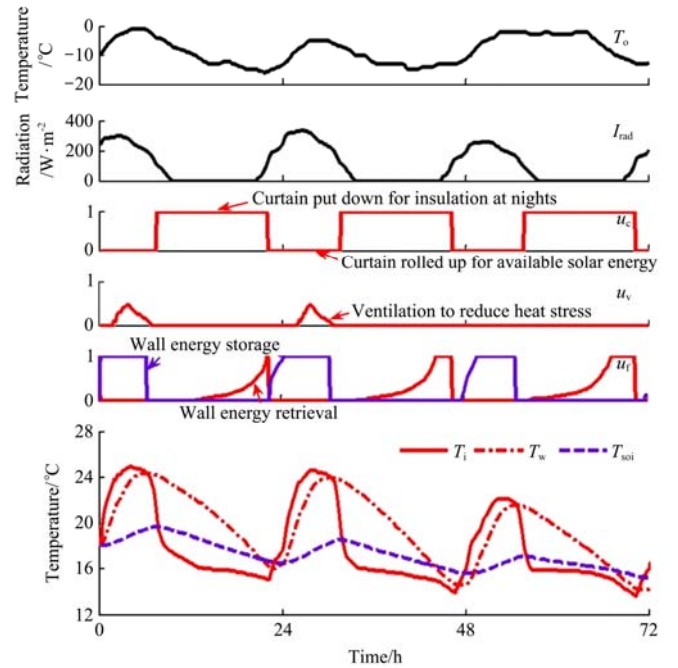 Temperature /°C
0
−10
−20
T_o
Radiation /W·m⁻²
400
200
0
I_rad
1
0
Curtain put down for insulation at nights
u_c
Curtain rolled up for available solar energy
1
0
u_v
Ventilation to reduce heat stress
Wall energy storage
1
0
u_f
Wall energy retrieval
Temperature/°C
28
24
20
16
12
T_i T_w T_soi
0 24 48 72
Time/h